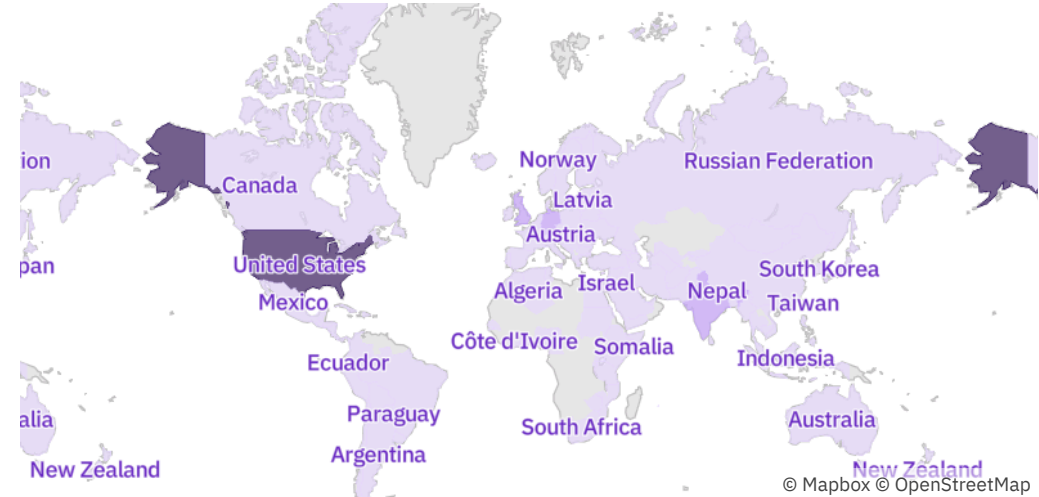 Norway
ion
Russian Federation
Canada
Latvia
Austria
pan
United States
South Korea
Israel
Algeria
Nepal
Mexico
Taiwan
Côte d'Ivoire
Somalia
Indonesia
Ecuador
Paraguay
alia
Australia
South Africa
Argentina
New Zealand
New Zealand
© Mapbox © OpenStreetMap